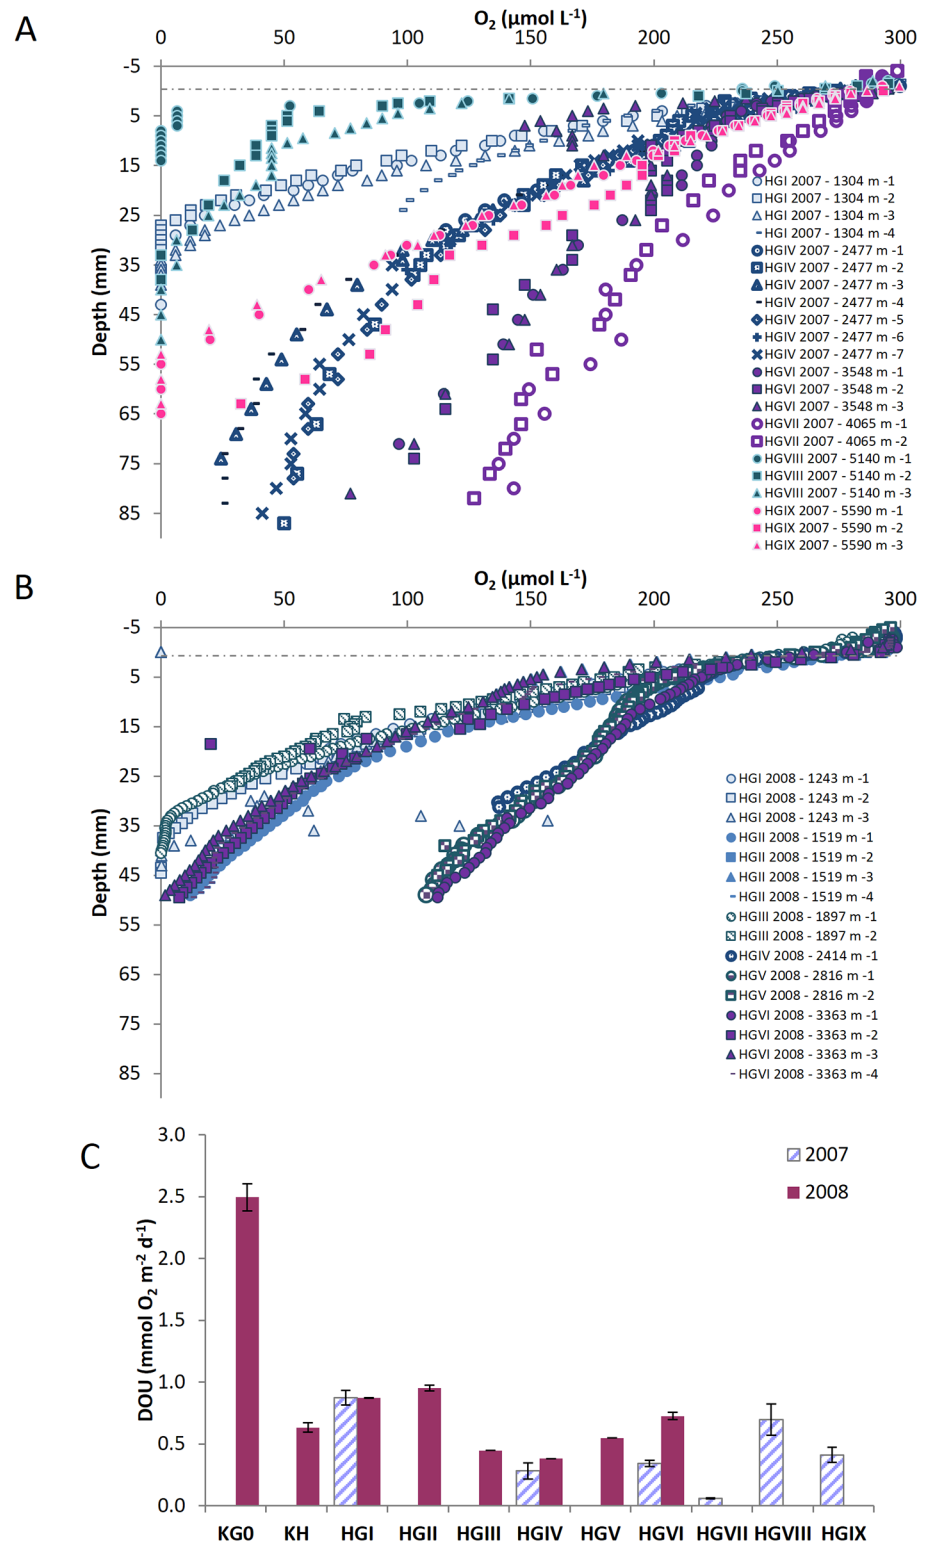 A
O2 (µmol L-1)
0 50 100 150 200 250 300
-5
5
15
25
35
45
55
65
75
85
Depth (mm)
HGI 2007 - 1304 m -1
HGI 2007 - 1304 m -2
HGI 2007 - 1304 m -3
HGI 2007 - 1304 m -4
HGIV 2007 - 2477 m -1
HGIV 2007 - 2477 m -2
HGIV 2007 - 2477 m -3
HGIV 2007 - 2477 m -4
HGIV 2007 - 2477 m -5
HGIV 2007 - 2477 m -6
HGIV 2007 - 2477 m -7
HGVI 2007 - 3548 m -1
HGVI 2007 - 3548 m -2
HGVI 2007 - 3548 m -3
HGVII 2007 - 4065 m -1
HGVII 2007 - 4065 m -2
HGVIII 2007 - 5140 m -1
HGVIII 2007 - 5140 m -2
HGVIII 2007 - 5140 m -3
HGIX 2007 - 5590 m -1
HGIX 2007 - 5590 m -2
HGIX 2007 - 5590 m -3
B
O2 (µmol L-1)
0 50 100 150 200 250 300
-5
5
15
25
35
45
55
65
75
85
Depth (mm)
HGI 2008 - 1243 m -1
HGI 2008 - 1243 m -2
HGI 2008 - 1243 m -3
HGII 2008 - 1519 m -1
HGII 2008 - 1519 m -2
HGII 2008 - 1519 m -3
HGII 2008 - 1519 m -4
HGIII 2008 - 1897 m -1
HGIII 2008 - 1897 m -2
HGIV 2008 - 2414 m -1
HGV 2008 - 2816 m -1
HGV 2008 - 2816 m -2
HGVI 2008 - 3363 m -1
HGVI 2008 - 3363 m -2
HGVI 2008 - 3363 m -3
HGVI 2008 - 3363 m -4
C
3.0
2.5
2.0
1.5
1.0
0.5
0.0
DOU (mmol O2 m-2 d-1)
2007
2008
KG0 KH HGI HGII HGIII HGIV HGV HGVI HGVII HGVIII HGIX